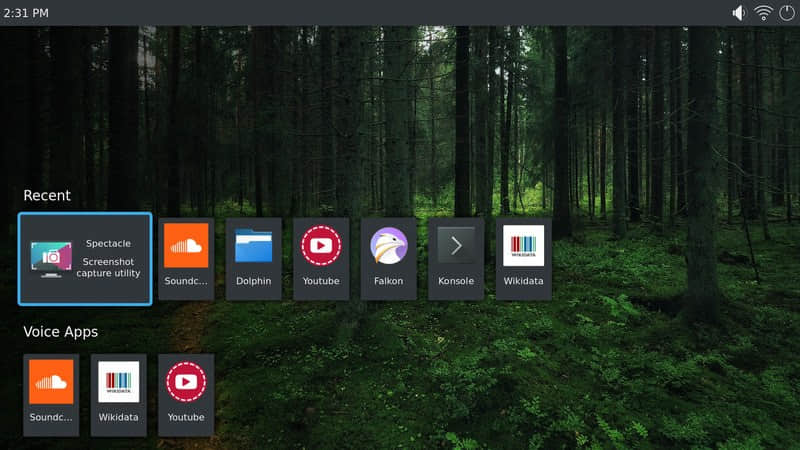 2:31 PM
Recent
Spectacle
Screenshot
capture utility
Soundc...
Dolphin
Youtube
Falkon
Konsole
WIKIDATA
Wikidata
Voice Apps
Soundc...
WIKIDATA
Wikidata
Youtube